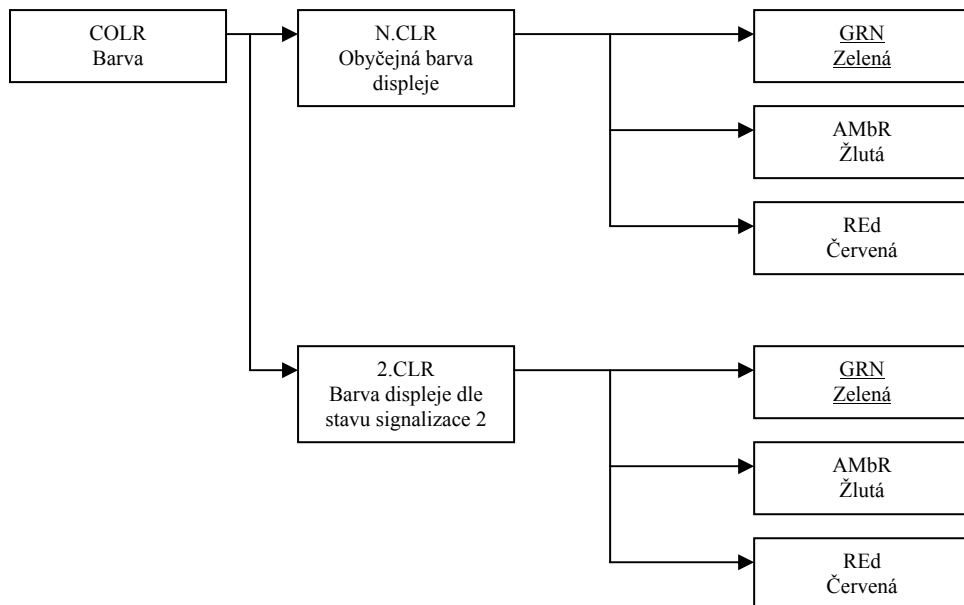 COLR
Barva
N.CLR
Obyčejná barva
displeje
GRN
Zelená
AMbR
Žlutá
REd
Červená
2.CLR
Barva displeje dle
stavu signalizace 2
GRN
Zelená
AMbR
Žlutá
REd
Červená